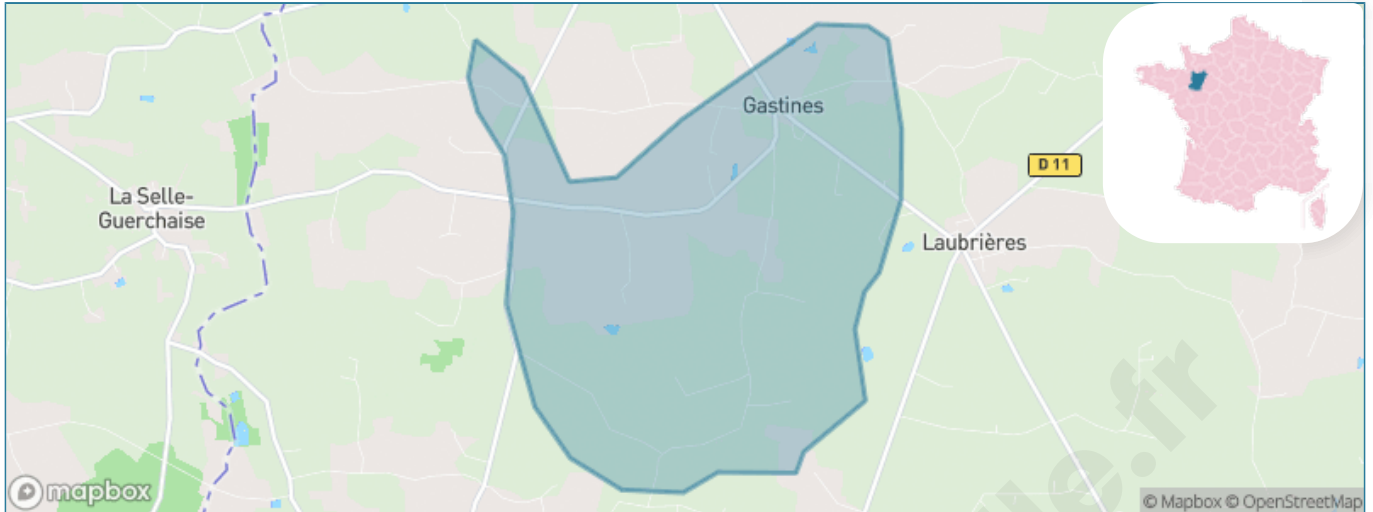 Gastines
D 11
La Selle-
Guerchaise
Laubrières
mapbox
© Mapbox © OpenStreetMap